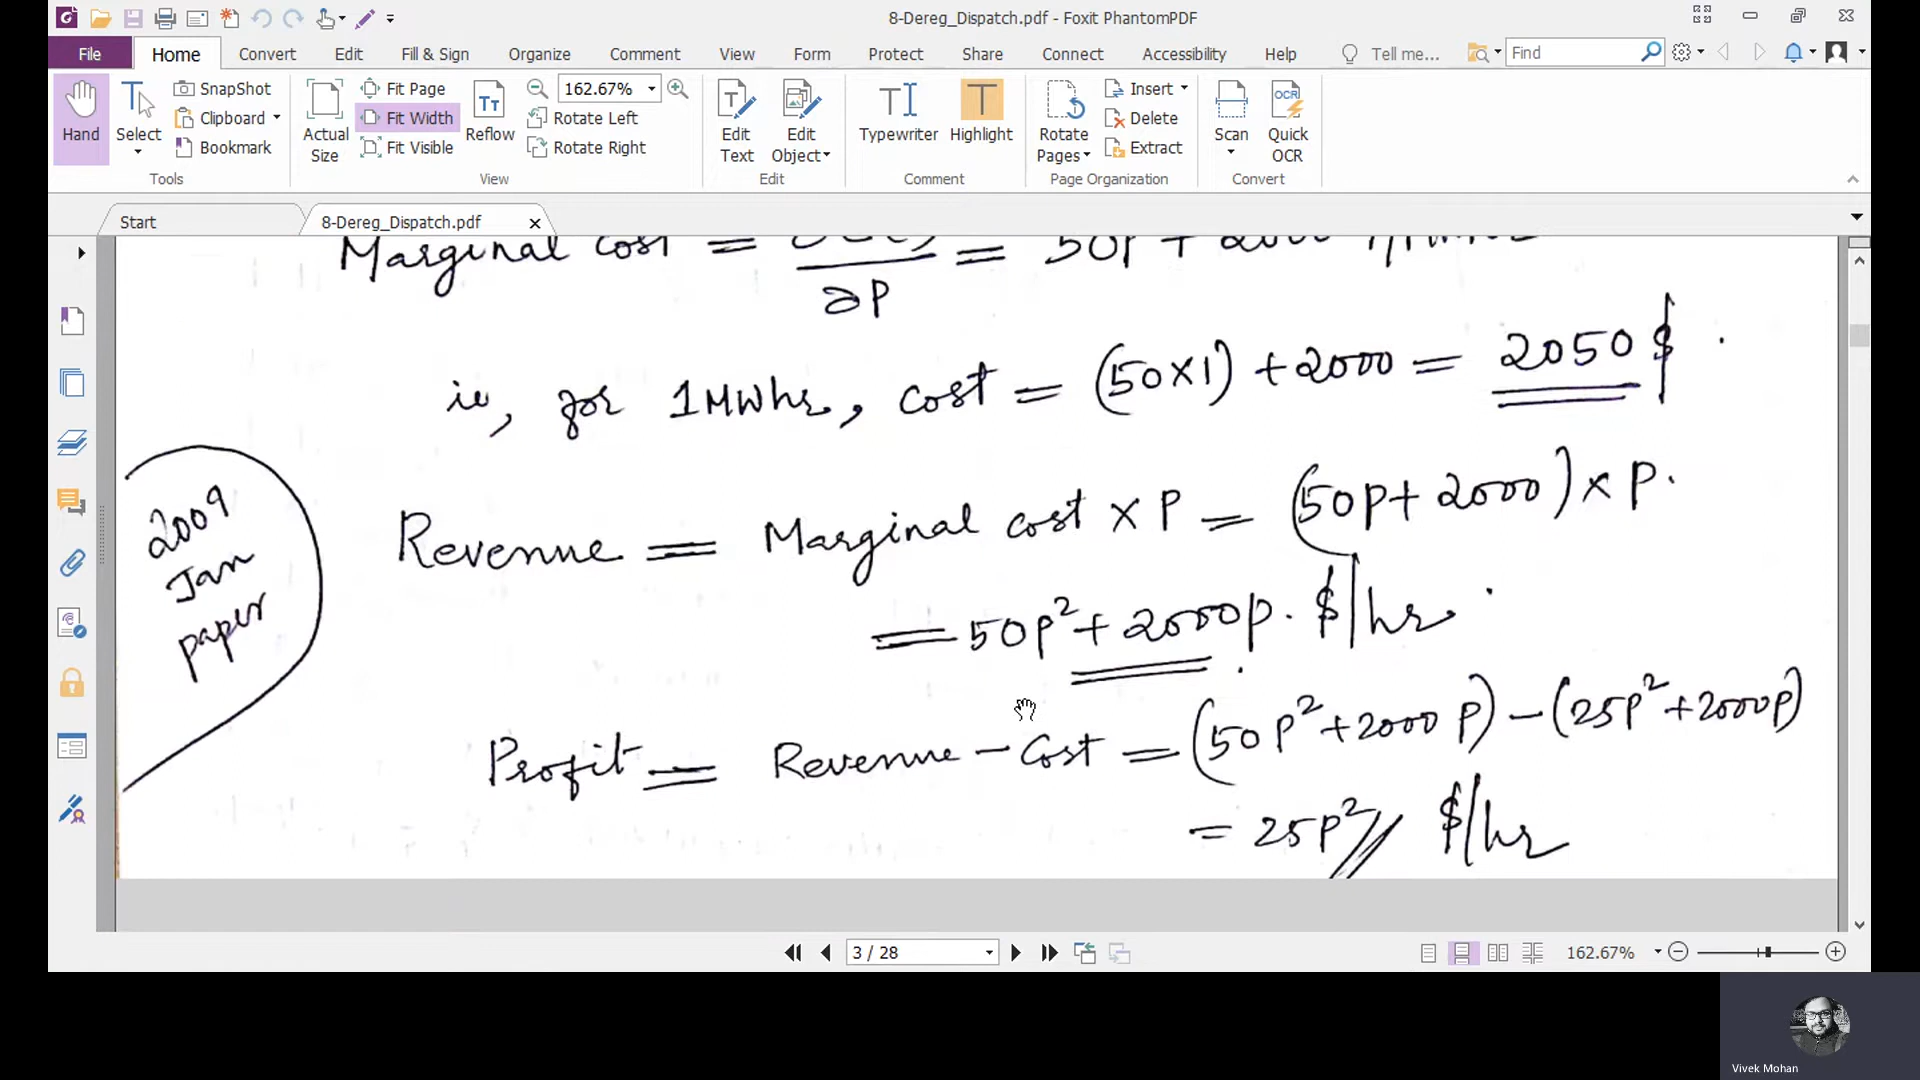 8-Dereg_Dispatch.pdf - Foxit PhantomPDF
File Home Convert Edit Fill & Sign Organize Comment View Form Protect Share Connect Accessibility Help Tell me... Find
Hand
Select
SnapShot
Clipboard
Bookmark
Tools
Actual Size
Fit Page
Fit Width
Fit Visible
Reflow
162.67%
Rotate Left
Rotate Right
View
Edit Text
Edit Object
Edit
Typewriter
Highlight
Comment
Rotate Pages
Insert
Delete
Extract
Page Organization
Scan
Quick OCR
Convert
Start
8-Dereg_Dispatch.pdf
Marginal cost = /∂P = 50P + 2000
ie, for 1MWhr, cost = (50×1) + 2000 = 2050 $
2009 Jan paper
Revenue = Marginal cost × P = (50P + 2000) × P.
= 50P² + 2000P. $/hr.
Profit = Revenue - Cost = (50P² + 2000P) - (25P² + 2000P)
= 25P² // $/hr
3 / 28
162.67%
Vivek Mohan